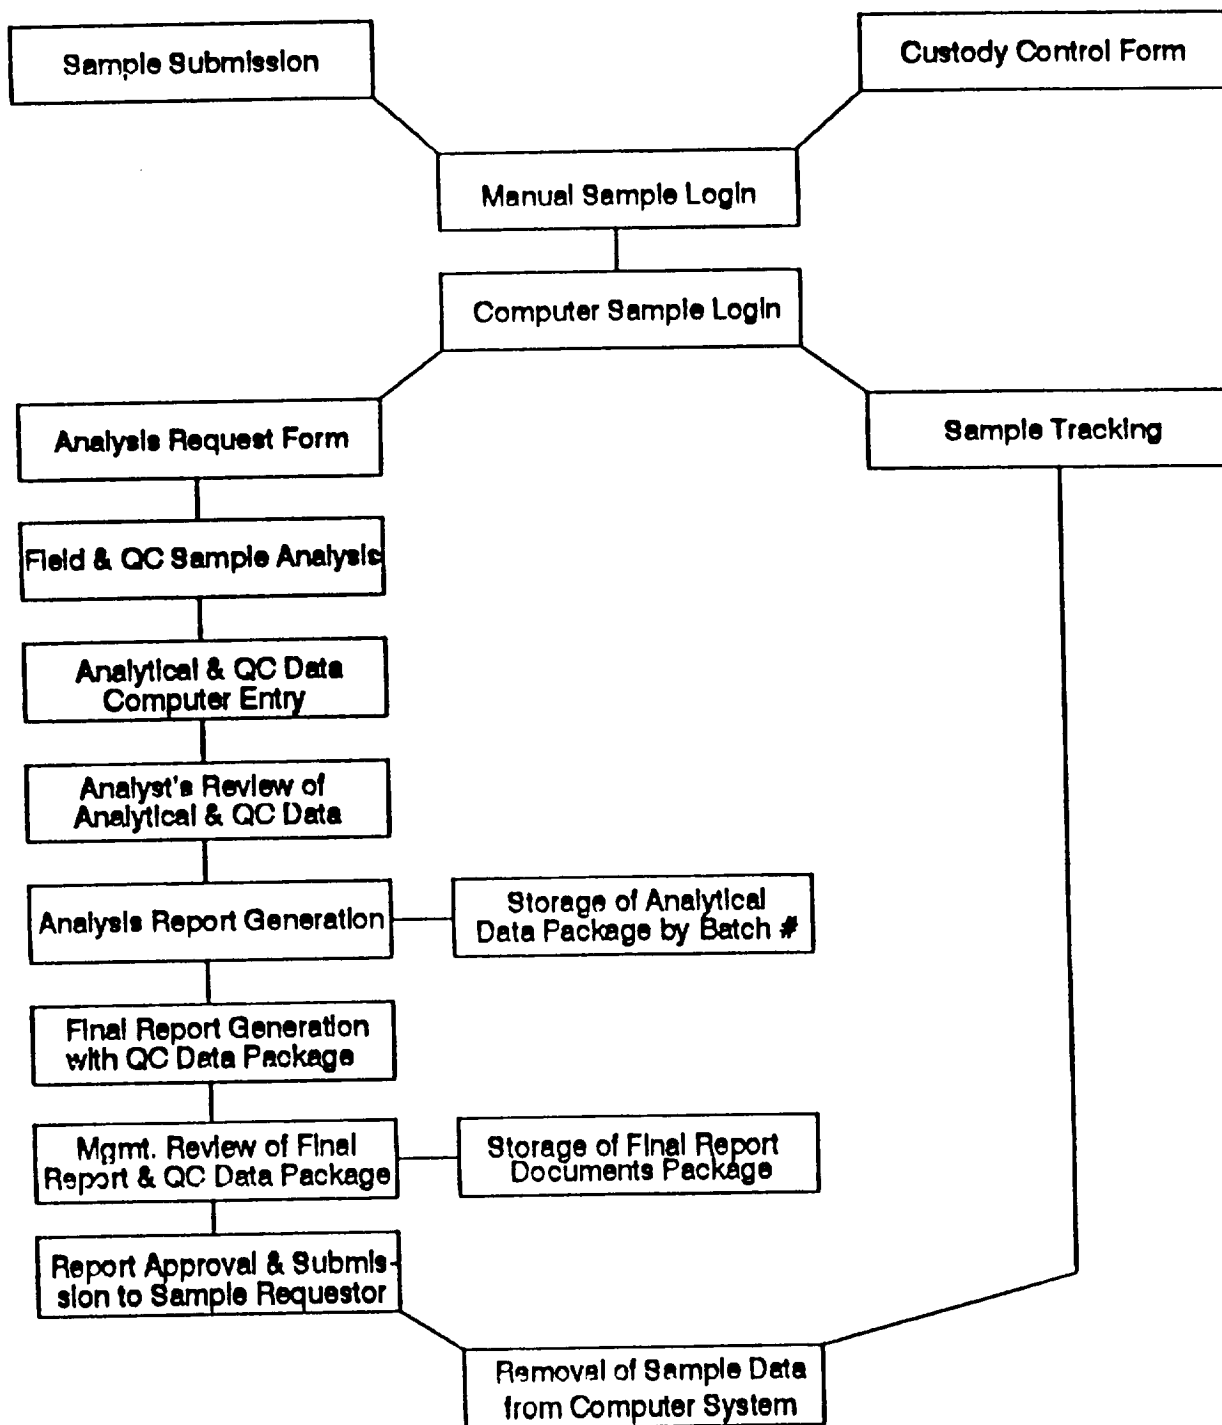 Sample Submission
Custody Control Form
Manual Sample Login
Computer Sample Login
Analysis Request Form
Sample Tracking
Field & QC Sample Analysis
Analytical & QC Data
Computer Entry
Analyst's Review of
Analytical & QC Data
Analysis Report Generation
Storage of Analytical
Data Package by Batch #
Final Report Generation
with QC Data Package
Mgmt. Review of Final
Report & QC Data Package
Storage of Final Report
Documents Package
Report Approval & Submis-
sion to Sample Requestor
Removal of Sample Data
from Computer System